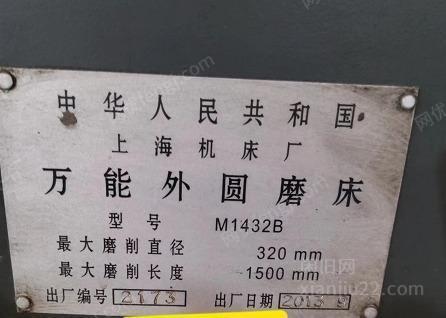 中华人民共和国
上海机床厂
万能外圆磨床
型号 M1432B
最大磨削直径 320 mm
最大磨削长度 1500 mm
出厂编号 2173 出厂日期 2013 9
xianjiu22.com